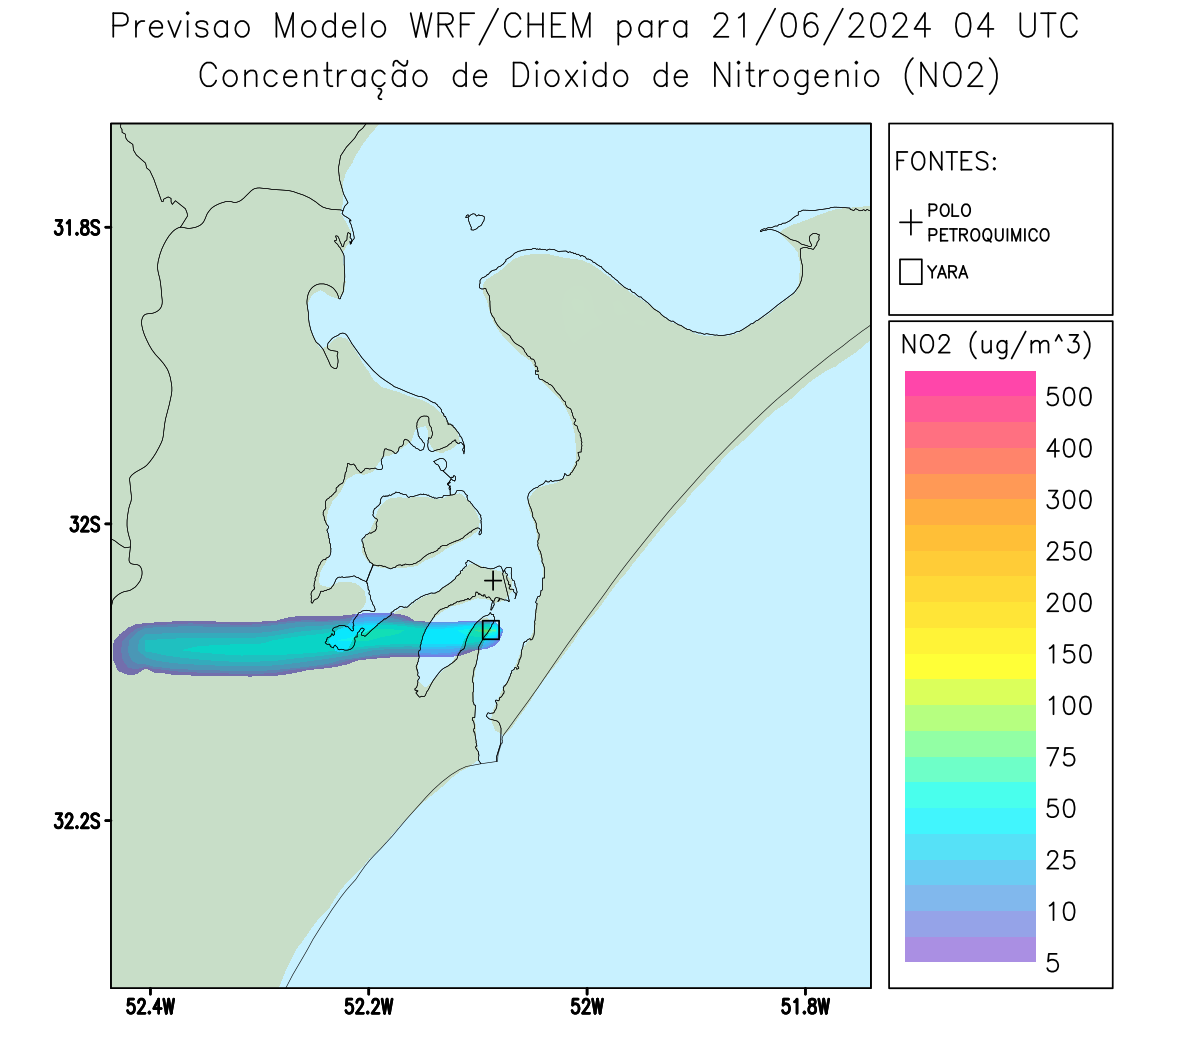 Previsao Modelo WRF/CHEM para 21/06/2024 04 UTC
Concentração de Dioxido de Nitrogenio (NO2)
FONTES:
POLO
PETROQUIMICO
YARA
NO2 (ug/m^3)
500
400
300
250
200
150
100
75
50
25
10
5
31.8S
32S
32.2S
52.4W
52.2W
52W
51.8W